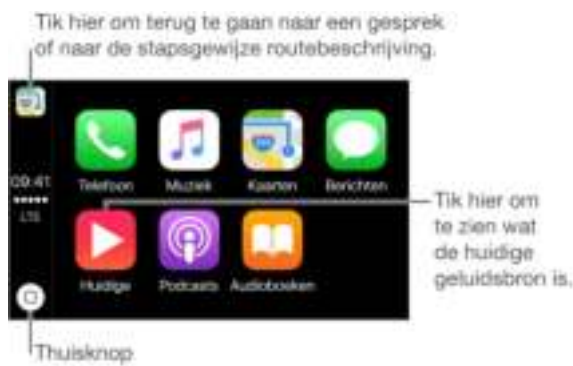 Tik hier om terug te gaan naar een gesprek
of naar de stapsgewijze routebeschrijving.
09:41
LTE
Telefoon
Muziek
Kaarten
Berichten
Huidige
Podcasts
Audioboeken
Tik hier om
te zien wat
de huidige
geluidsbron is.
Thuisknop